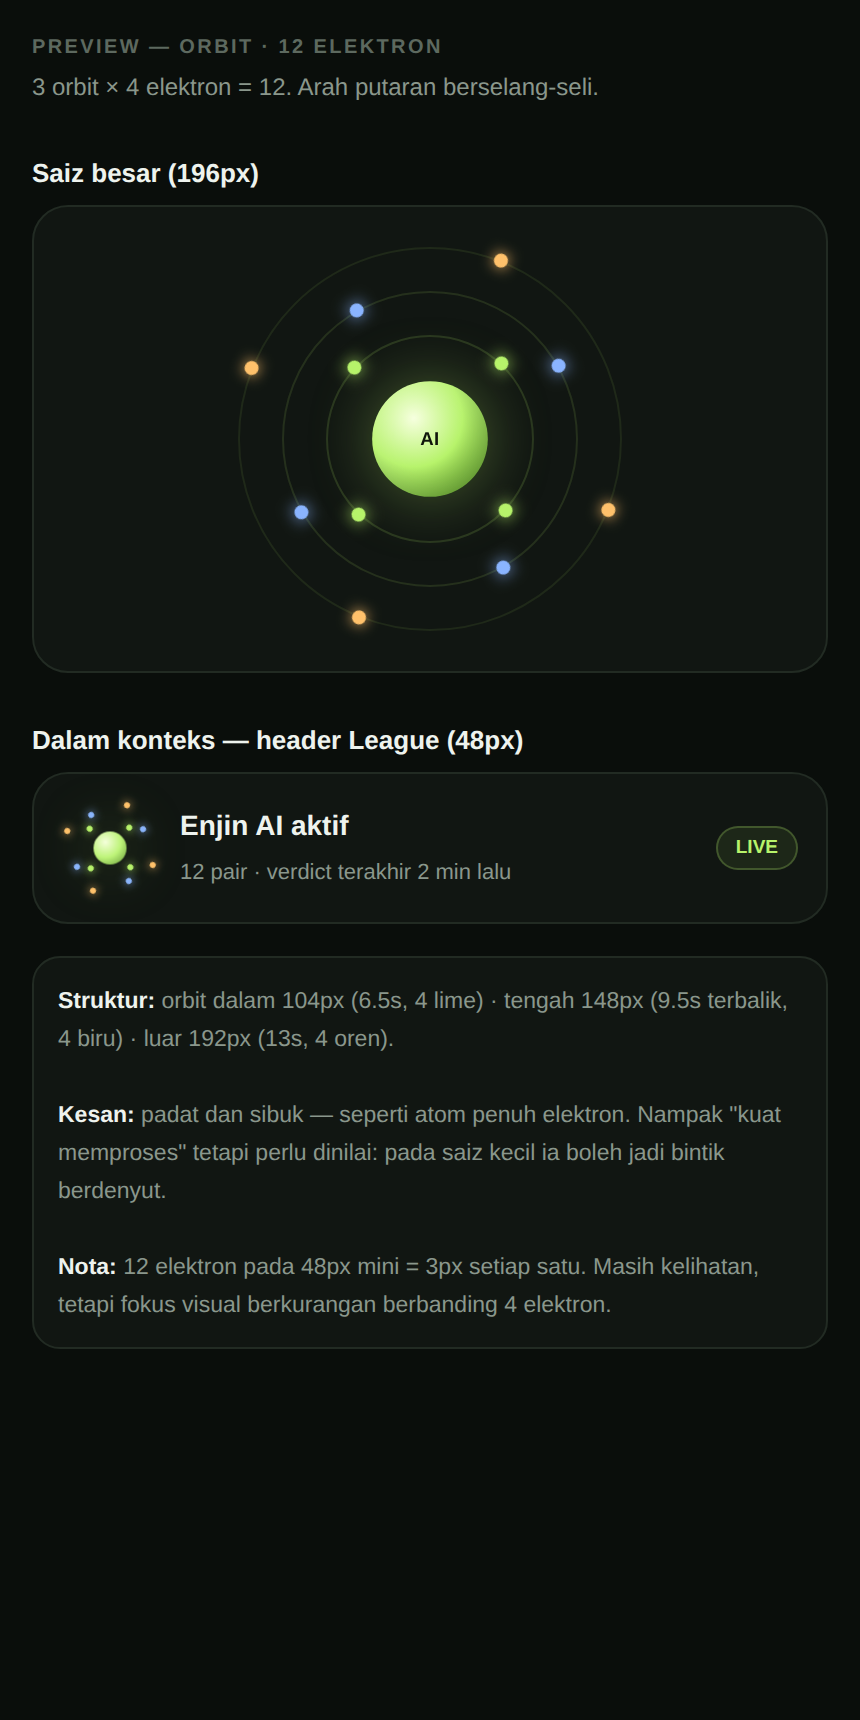 PREVIEW — ORBIT · 12 ELEKTRON
3 orbit × 4 elektron = 12. Arah putaran berselang-seli.
Saiz besar (196px)
AI
Dalam konteks — header League (48px)
Enjin AI aktif
12 pair · verdict terakhir 2 min lalu
LIVE
Struktur: orbit dalam 104px (6.5s, 4 lime) · tengah 148px (9.5s terbalik,
4 biru) · luar 192px (13s, 4 oren).
Kesan: padat dan sibuk — seperti atom penuh elektron. Nampak "kuat
memproses" tetapi perlu dinilai: pada saiz kecil ia boleh jadi bintik
berdenyut.
Nota: 12 elektron pada 48px mini = 3px setiap satu. Masih kelihatan,
tetapi fokus visual berkurangan berbanding 4 elektron.